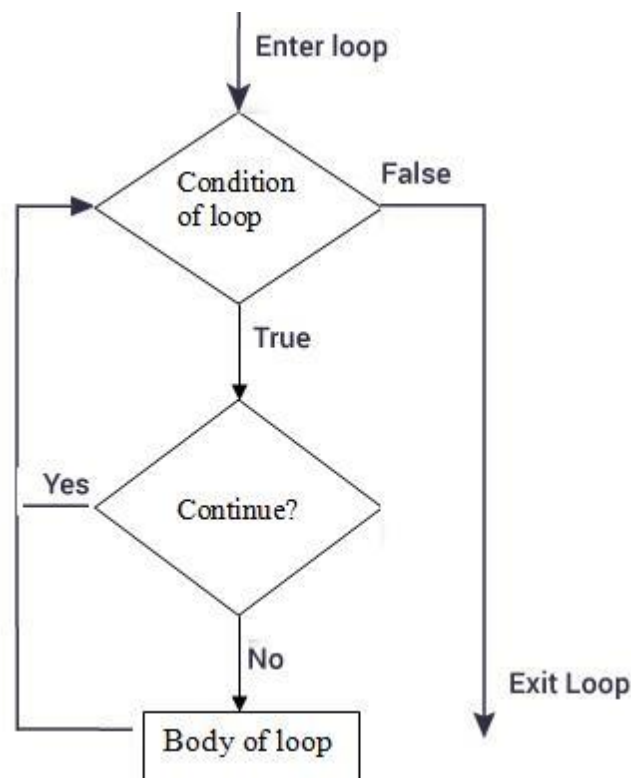 Enter loop
Condition
of loop
False
True
Yes
Continue?
No
Exit Loop
Body of loop